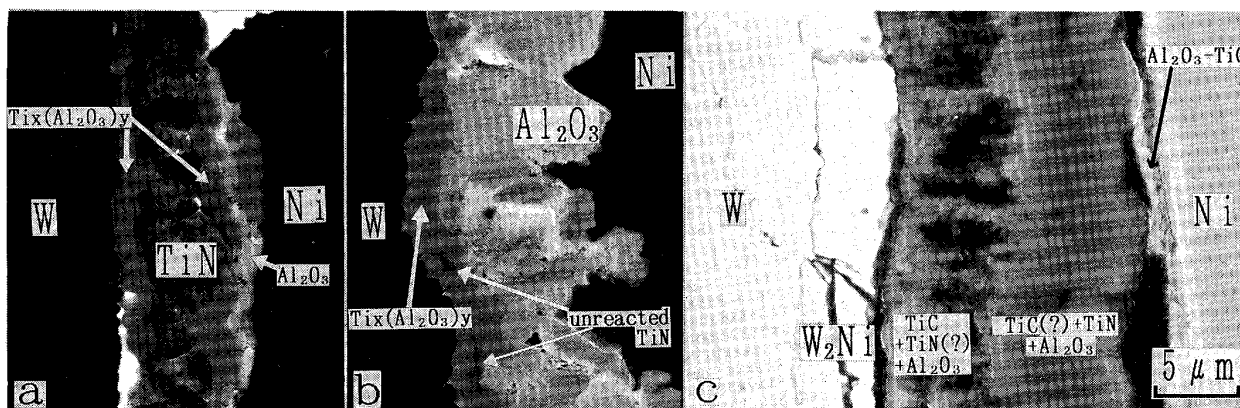 Tix(Al₂O₃)y
W
TiN
Ni
Al₂O₃
a
Ni
Al₂O₃
W
Tix(Al₂O₃)y
unreacted
TiN
b
Al₂O₃-TiC
W
Ni
W₂Ni
TiC
+TiN(?)
+Al₂O₃
TiC(?)+TiN
+Al₂O₃
5 μm
c